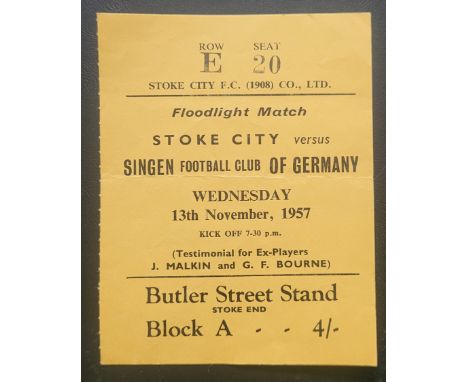 ROW SEAT
E 20
STOKE CITY F.C. (1908) CO., LTD.
Floodlight Match
STOKE CITY versus
SINGEN FOOTBALL CLUB OF GERMANY
WEDNESDAY
13th November, 1957
KICK OFF 7-30 p.m.
(Testimonial for Ex-Players
J. MALKIN and G. F. BOURNE)
Butler Street Stand
STOKE END
Block A - - 4/-